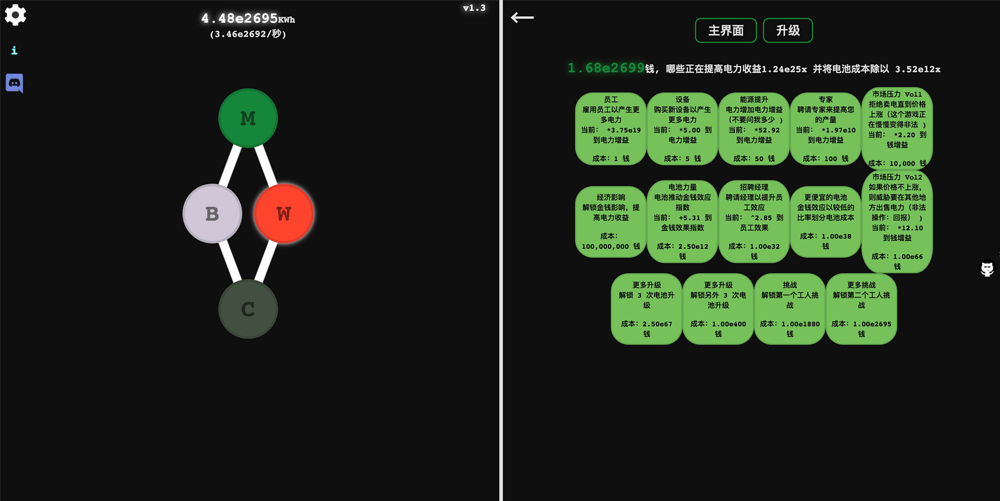 v1.3
4.48e2695KWh
(3.46e2692/秒)
i
M
B
W
C
主界面
升级
1.68e2699钱, 哪些正在提高电力收益1.24e25x 并将电池成本除以 3.52e12x
员工
雇用员工以产生更
多电力
当前: *3.75e19
到电力增益
成本: 1 钱
设备
购买新设备以产生
更多电力
当前: *5.00 到
电力增益
成本: 5 钱
能源提升
电力增加电力增益
(不要问我多少 )
当前: *52.92
到电力增益
成本: 50 钱
专家
聘请专家来提高您
的产量
当前: *1.97e10
到电力增益
成本: 100 钱
市场压力 Vol1
拒绝卖电直到价格
上涨（这个游戏正
在慢慢变得非法 )
当前: *2.20 到
钱增益
成本: 10,000 钱
经济影响
解锁金钱影响, 提
高电力收益
成本:
100,000,000 钱
电池力量
电池推动金钱效应
指数
当前: +5.31 到
金钱效果指数
成本: 2.50e12
钱
招聘经理
聘请经理以提升员
工效应
当前: ^2.85 到
员工效果
成本: 1.00e32
钱
更便宜的电池
金钱效应以较低的
比率划分电池成本
成本: 1.00e38
钱
市场压力 Vol2
如果价格不上涨,
则威胁要在其他地
方出售电力（非法
操作: 回报 )
当前: *12.10
到钱增益
成本: 1.00e66
钱
更多升级
解锁 3 次电池升
级
成本: 2.50e67
钱
更多升级
解锁另外 3 次电
池升级
成本: 1.00e400
钱
挑战
解锁第一个工人挑
战
成本: 1.00e1880
钱
更多挑战
解锁第二个工人挑
战
成本: 1.00e2695
钱